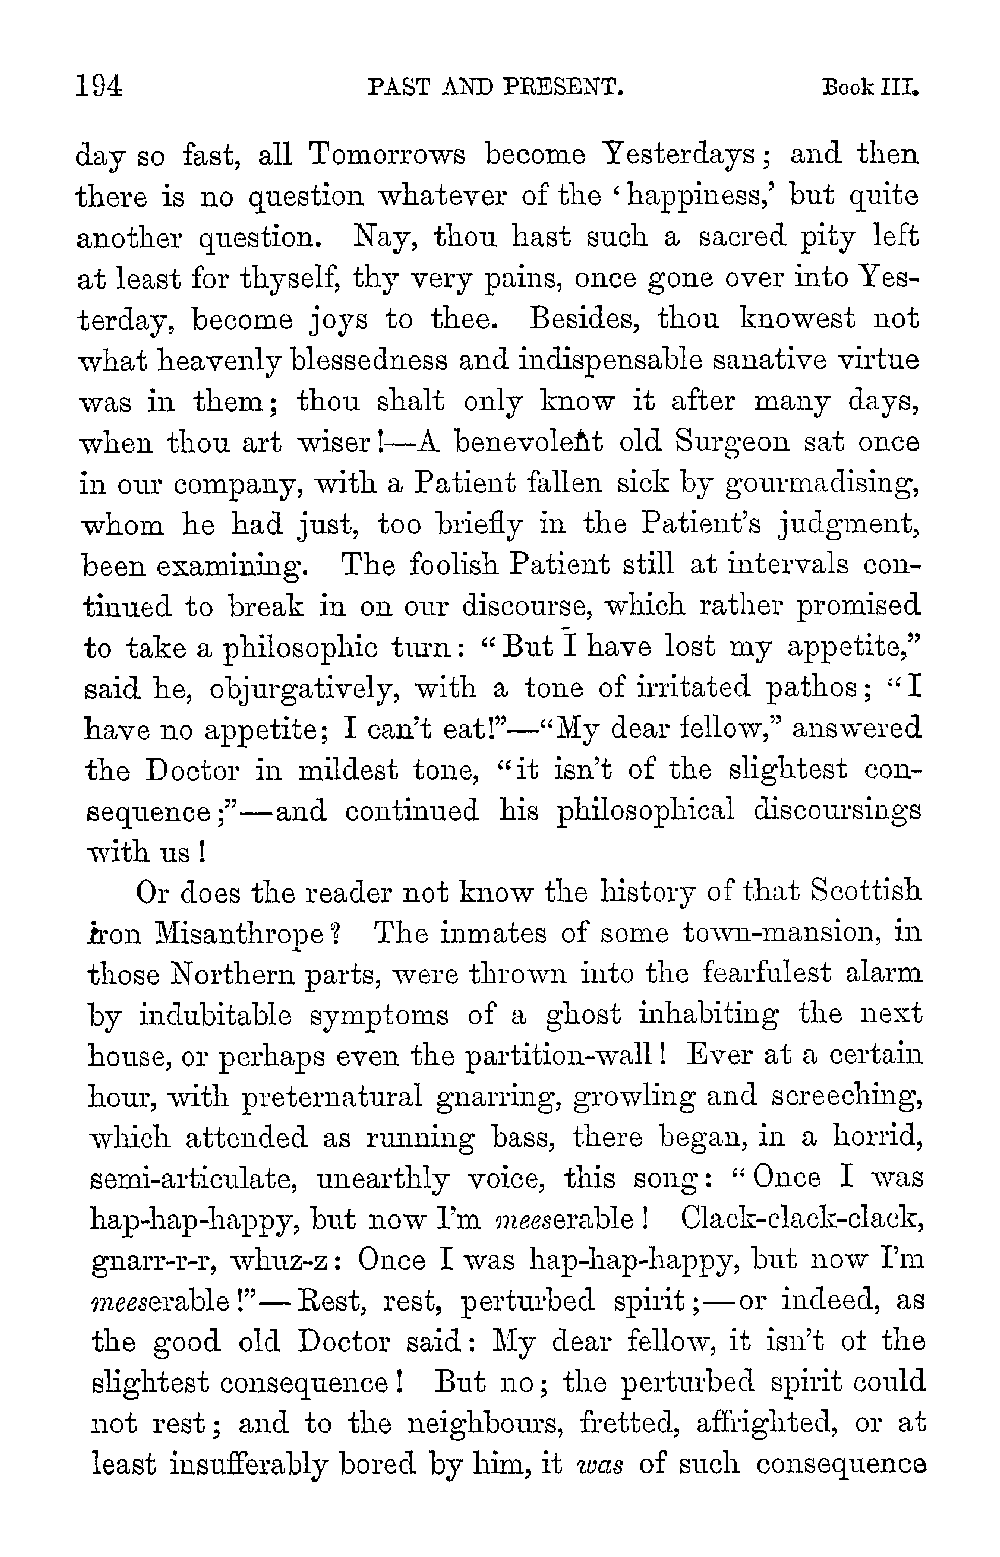 194 PAST AND PRESENT. Book III.
day so fast, all Tomorrows become Yesterdays; and then
there is no question whatever of the ‘happiness,’ but quite
another question. Nay, thou hast such a sacred pity left
at least for thyself, thy very pains, once gone over into Yes-
terday, become joys to thee. Besides, thou knowest not
what heavenly blessedness and indispensable sanative virtue
was in them; thou shalt only know it after many days,
when thou art wiser!—A benevolent old Surgeon sat once
in our company, with a Patient fallen sick by gourmadising,
whom he had just, too briefly in the Patient’s judgment,
been examining. The foolish Patient still at intervals con-
tinued to break in on our discourse, which rather promised
to take a philosophic turn: “But I have lost my appetite,”
said he, objurgatively, with a tone of irritated pathos; “I
have no appetite; I can’t eat!”—“My dear fellow,” answered
the Doctor in mildest tone, “it isn’t of the slightest con-
sequence;”—and continued his philosophical discoursings
with us!
Or does the reader not know the history of that Scottish
iron Misanthrope? The inmates of some town-mansion, in
those Northern parts, were thrown into the fearfulest alarm
by indubitable symptoms of a ghost inhabiting the next
house, or perhaps even the partition-wall! Ever at a certain
hour, with preternatural gnarring, growling and screeching,
which attended as running bass, there began, in a horrid,
semi-articulate, unearthly voice, this song: “Once I was
hap-hap-happy, but now I’m meeserable! Clack-clack-clack,
gnarr-r-r, whuz-z: Once I was hap-hap-happy, but now I’m
meeserable!”—Rest, rest, perturbed spirit;—or indeed, as
the good old Doctor said: My dear fellow, it isn’t of the
slightest consequence! But no; the perturbed spirit could
not rest; and to the neighbours, fretted, affrighted, or at
least insufferably bored by him, it was of such consequence